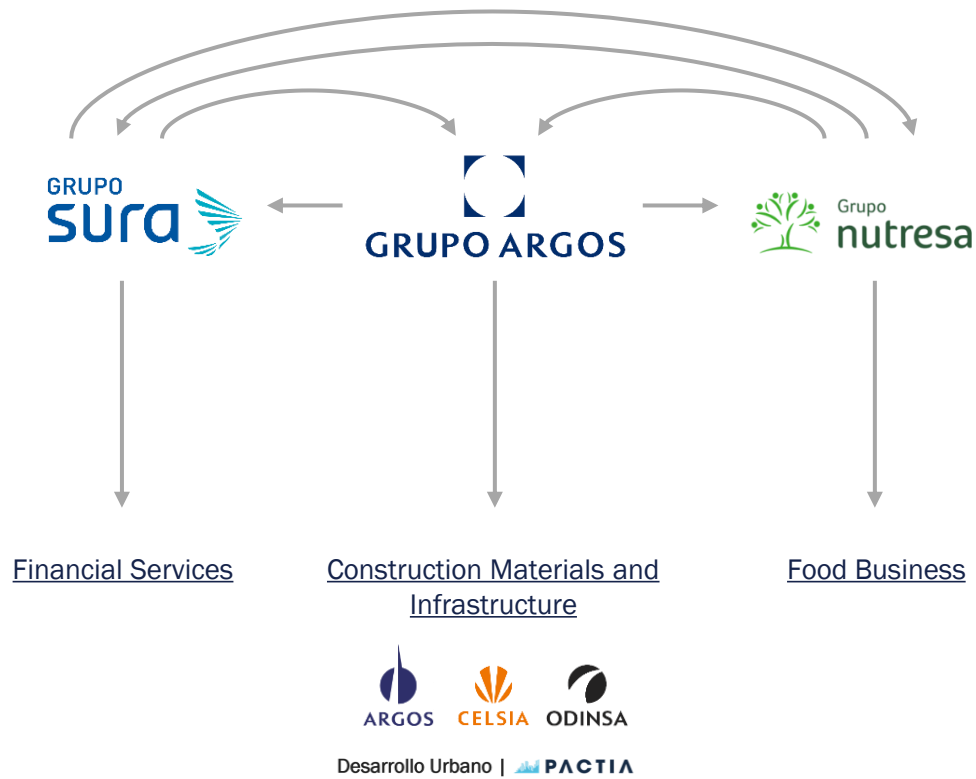 GRUPO
sura
GRUPO ARGOS
Grupo
nutresa
Financial Services
Construction Materials and
Infrastructure
Food Business
ARGOS
CELSIA
ODINSA
Desarrollo Urbano | PACTIA